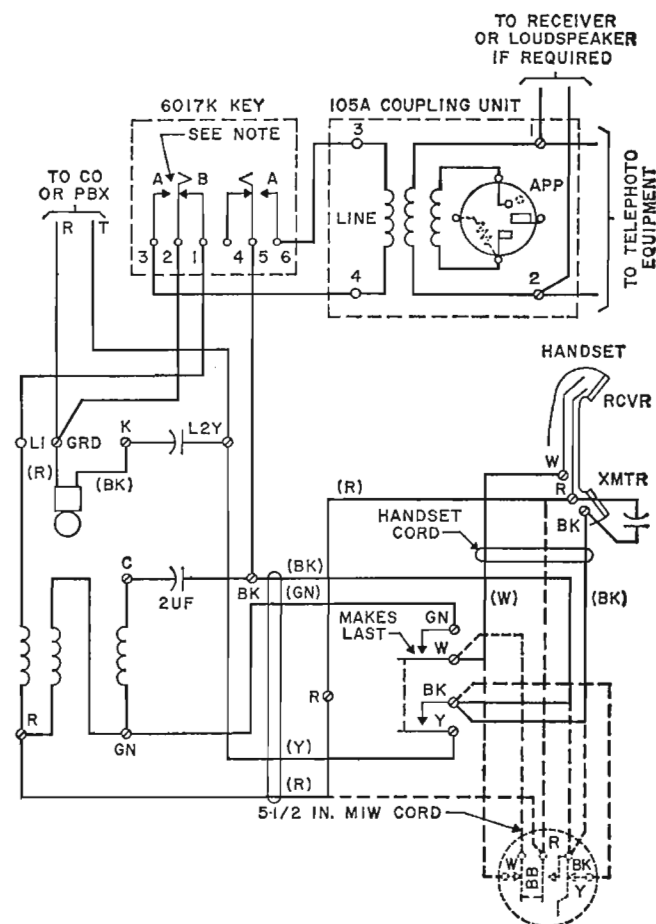 TO RECEIVER
OR LOUDSPEAKER
IF REQUIRED
6017K KEY
105A COUPLING UNIT
SEE NOTE
3
1
TO CO
OR PBX
A
B
A
APP
R
T
LINE
TO TELEPHOTO
EQUIPMENT
3
2
1
4
5
6
4
2
HANDSET
RCVR
K
L2Y
L1
GRD
W
(R)
(BK)
(R)
R
XMTR
BK
HANDSET
CORD
C
(BK)
2UF
BK
(GN)
(W)
(BK)
MAKES
LAST
GN
W
R
BK
R
GN
Y
(Y)
(R)
5-1/2 IN. M1W CORD
R
W
BK
BB
Y